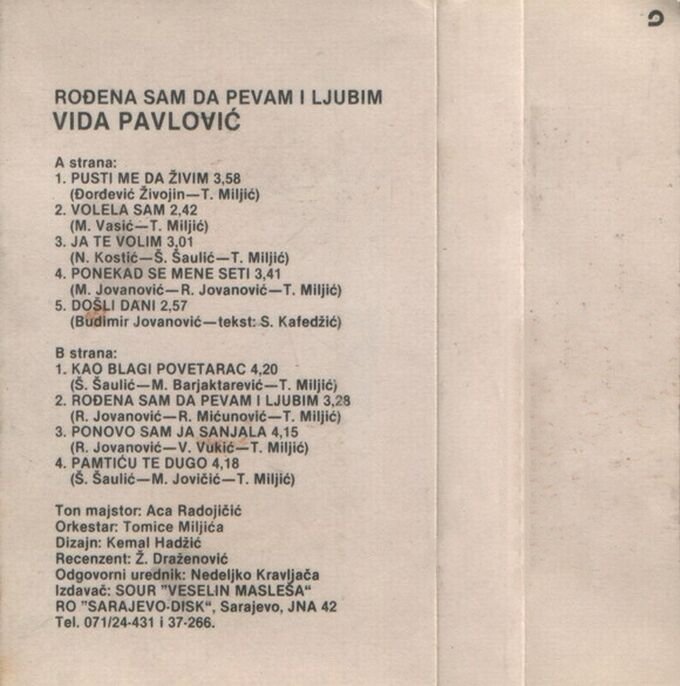 ROĐENA SAM DA PEVAM I LJUBIM
VIDA PAVLOVIĆ
A strana:
1. PUSTI ME DA ŽIVIM 3,58
(Đorđević Živojin—T. Miljić)
2. VOLELA SAM 2,42
(M. Vasić—T. Miljić)
3. JA TE VOLIM 3,01
(N. Kostić—Š. Šaulić—T. Miljić)
4. PONEKAD SE MENE SETI 3,41
(M. Jovanović—R. Jovanović—T. Miljić)
5. DOŠLI DANI 2,57
(Budimir Jovanović—tekst: S. Kafedžić)
B strana:
1. KAO BLAGI POVETARAC 4,20
(Š. Šaulić—M. Barjaktarević—T. Miljić)
2. ROĐENA SAM DA PEVAM I LJUBIM 3,28
(R. Jovanović—R. Mićunović—T. Miljić)
3. PONOVO SAM JA SANJALA 4,15
(R. Jovanović—V. Vukić—T. Miljić)
4. PAMTIĆU TE DUGO 4,18
(Š. Šaulić—M. Jovičić—T. Miljić)
Ton majstor: Aca Radojičić
Orkestar: Tomice Miljića
Dizajn: Kemal Hadžić
Recenzent: Ž. Draženović
Odgovorni urednik: Nedeljko Kravljača
Izdavač: SOUR "VESELIN MASLEŠA“
RO "SARAJEVO-DISK“, Sarajevo, JNA 42
Tel. 071/24-431 i 37-266.